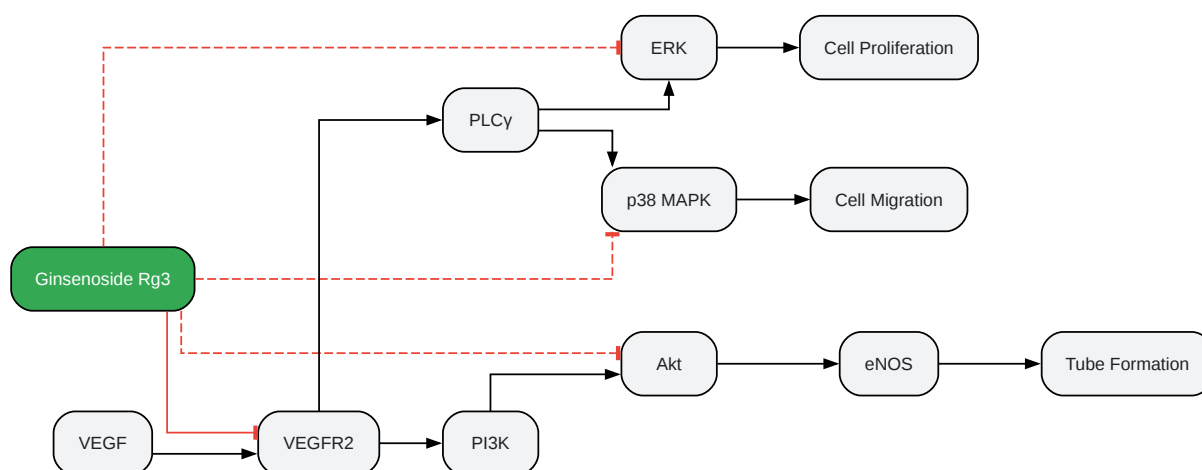 ERK
Cell Proliferation
PLCγ
p38 MAPK
Cell Migration
Ginsenoside Rg3
Akt
eNOS
Tube Formation
VEGF
VEGFR2
PI3K